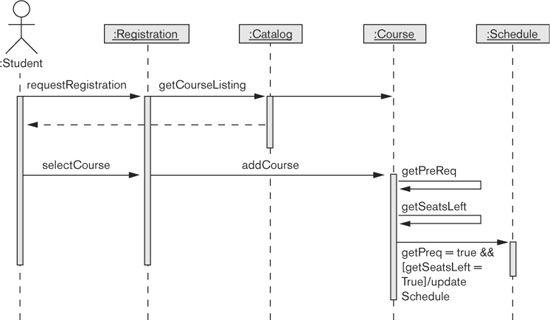 :Student
:Registration
:Catalog
:Course
:Schedule
requestRegistration
getCourseListing
selectCourse
addCourse
getPreReq
getSeatsLeft
getPreq = true &&
[getSeatsLeft =
True]/update
Schedule